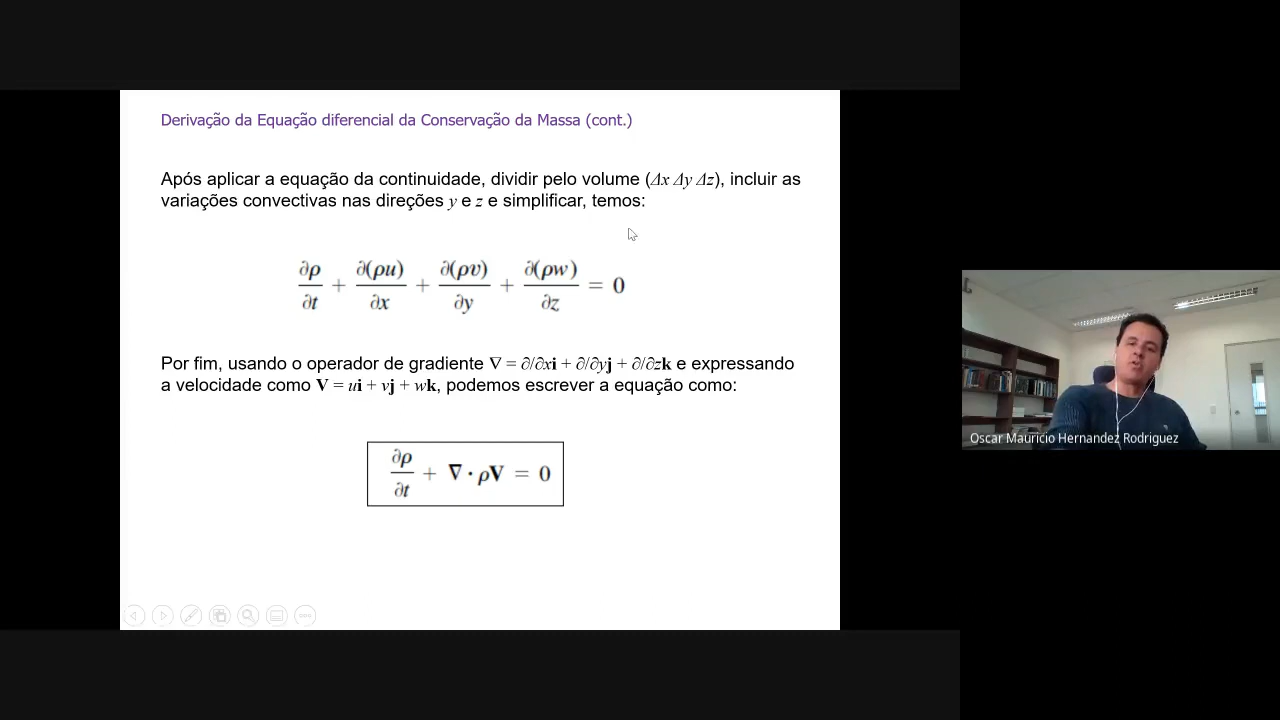 Derivação da Equação diferencial da Conservação da Massa (cont.)
Após aplicar a equação da continuidade, dividir pelo volume (Δx Δy Δz), incluir as
variações convectivas nas direções y e z e simplificar, temos:
∂ρ/∂t + ∂(ρu)/∂x + ∂(ρv)/∂y + ∂(ρw)/∂z = 0
Por fim, usando o operador de gradiente ∇ = ∂/∂xi + ∂/∂yj + ∂/∂zk e expressando
a velocidade como V = ui + vj + wk, podemos escrever a equação como:
∂ρ/∂t + ∇ · ρV = 0
Oscar Mauricio Hernandez Rodriguez